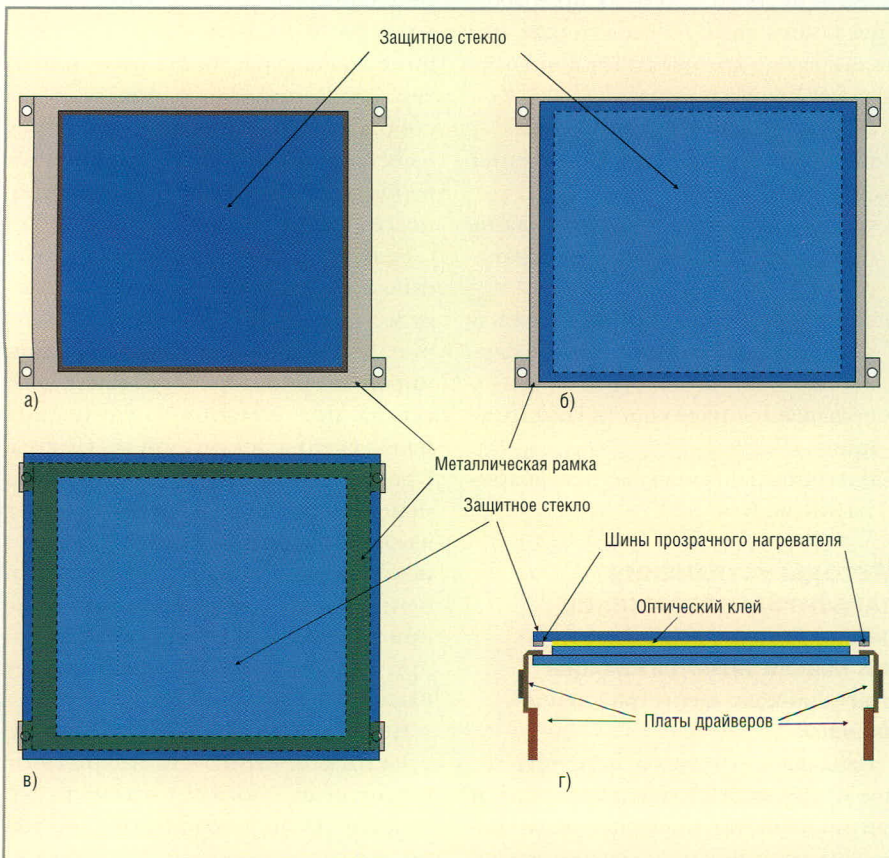 Защитное стекло
а)
б)
Металлическая рамка
Защитное стекло
Шины прозрачного нагревателя
Оптический клей
Платы драйверов
в)
г)